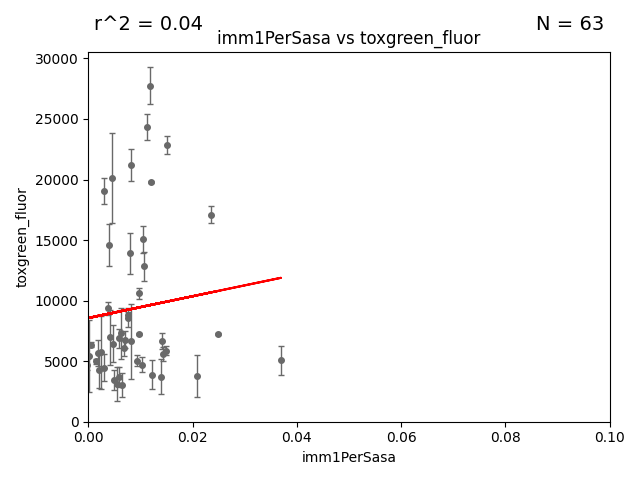 r^2 = 0.04
N = 63
imm1PerSasa vs toxgreen_fluor
30000
25000
20000
15000
10000
5000
0
toxgreen_fluor
0.00 0.02 0.04 0.06 0.08 0.10
imm1PerSasa